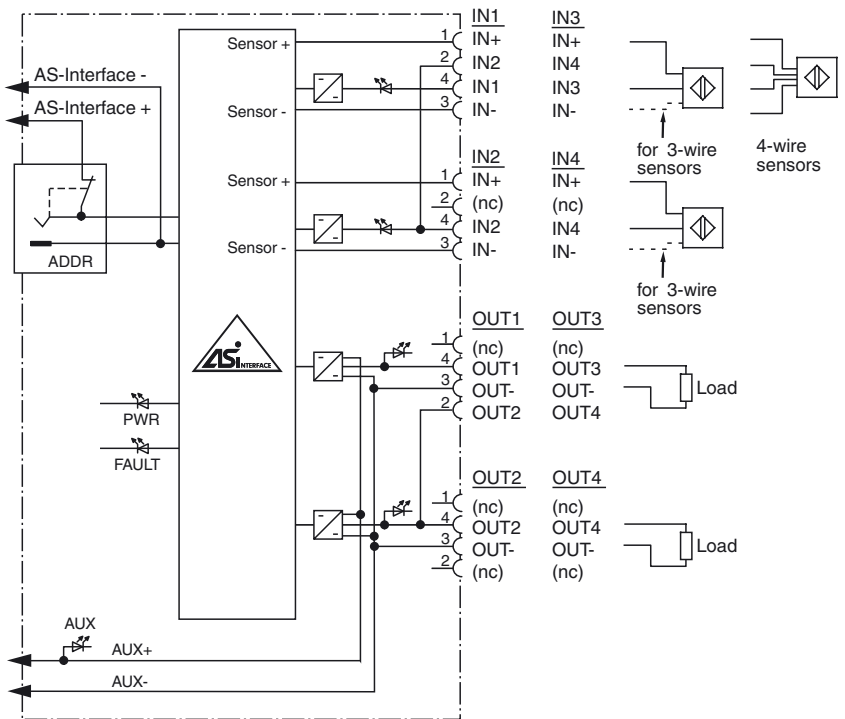 IN1 IN3
1 IN+ IN+
2 IN2 IN4
4 IN1 IN3
3 IN- IN-
Sensor +
Sensor -
AS-Interface -
AS-Interface +
for 3-wire
sensors
4-wire
sensors
IN2 IN4
1 IN+ IN+
2 (nc) (nc)
4 IN2 IN4
3 IN- IN-
Sensor +
Sensor -
for 3-wire
sensors
ADDR
ASi INTERFACE
OUT1 OUT3
1 (nc) (nc)
4 OUT1 OUT3
3 OUT- OUT-
2 OUT2 OUT4
Load
PWR
FAULT
OUT2 OUT4
1 (nc) (nc)
4 OUT2 OUT4
3 OUT- OUT-
2 (nc) (nc)
Load
AUX
AUX+
AUX-